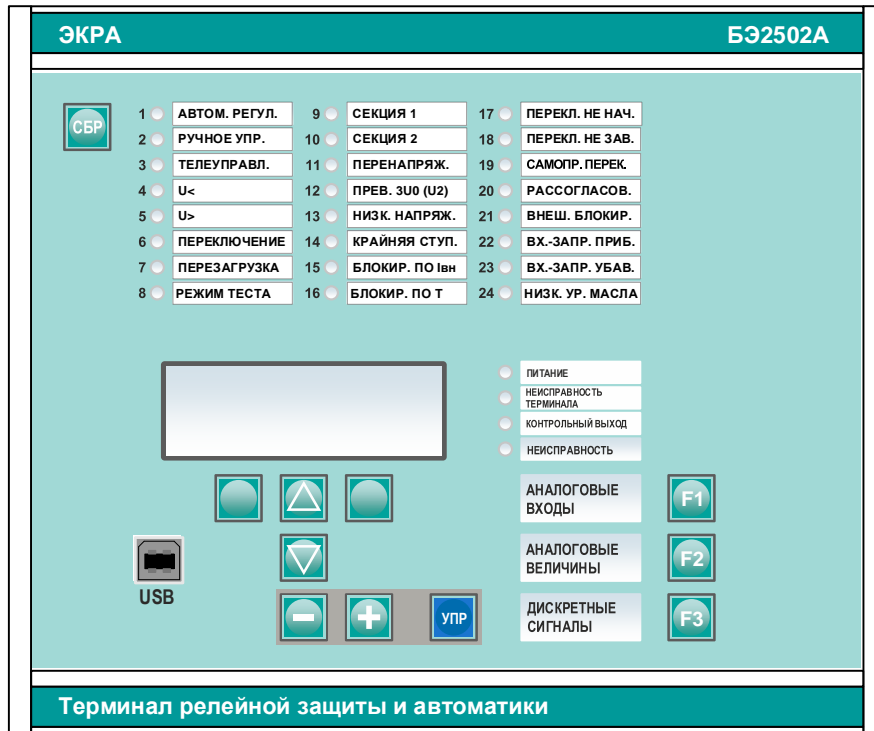 ЭКРА БЭ2502А
СБР
1 АВТОМ. РЕГУЛ. 9 СЕКЦИЯ 1 17 ПЕРЕКЛ. НЕ НАЧ.
2 РУЧНОЕ УПР. 10 СЕКЦИЯ 2 18 ПЕРЕКЛ. НЕ ЗАВ.
3 ТЕЛЕУПРАВЛ. 11 ПЕРЕНАПРЯЖ. 19 САМОПР. ПЕРЕК.
4 U< 12 ПРЕВ. 3U0 (U2) 20 РАССОГЛАСОВ.
5 U> 13 НИЗК. НАПРЯЖ. 21 ВНЕШ. БЛОКИР.
6 ПЕРЕКЛЮЧЕНИЕ 14 КРАЙНЯЯ СТУП. 22 ВХ.-ЗАПР. ПРИБ.
7 ПЕРЕЗАГРУЗКА 15 БЛОКИР. ПО Iвн 23 ВХ.-ЗАПР. УБАВ.
8 РЕЖИМ ТЕСТА 16 БЛОКИР. ПО Т 24 НИЗК. УР. МАСЛА
ПИТАНИЕ
НЕИСПРАВНОСТЬ
ТЕРМИНАЛА
КОНТРОЛЬНЫЙ ВЫХОД
НЕИСПРАВНОСТЬ
АНАЛОГОВЫЕ
ВХОДЫ
F1
АНАЛОГОВЫЕ
ВЕЛИЧИНЫ
F2
USB
УПР
ДИСКРЕТНЫЕ
СИГНАЛЫ
F3
Терминал релейной защиты и автоматики